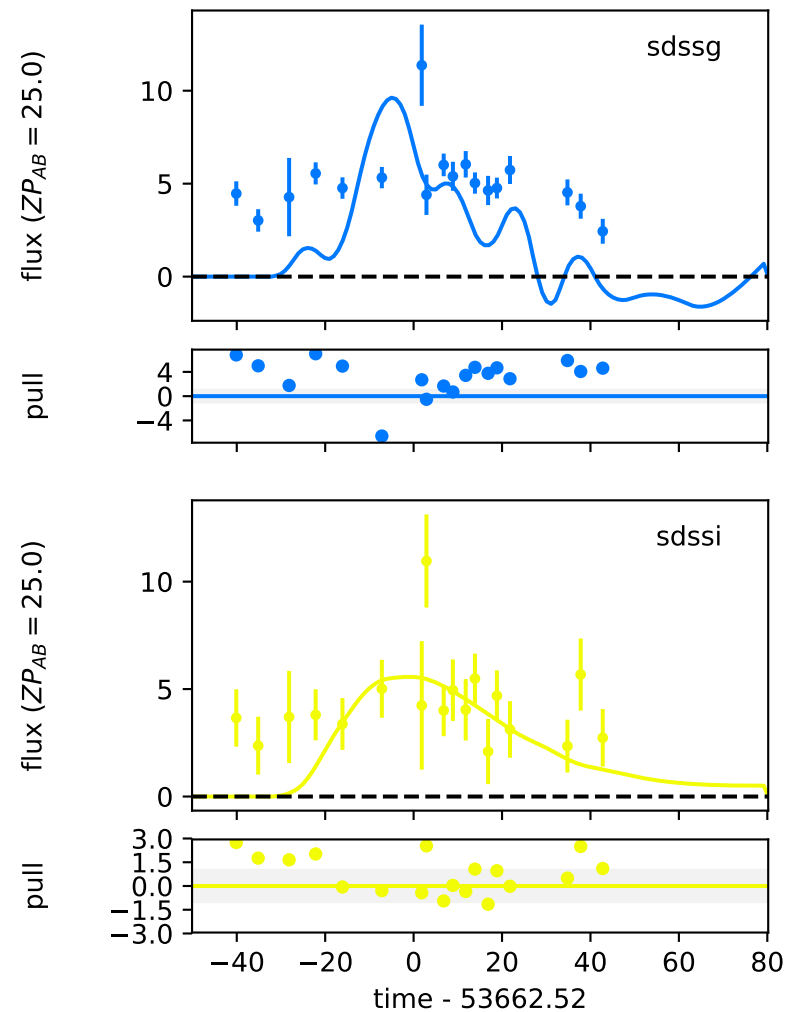 sdssg
flux (ZP_AB = 25.0)
10
5
0
pull
4
0
−4
sdssi
flux (ZP_AB = 25.0)
10
5
0
pull
3.0
1.5
0.0
−1.5
−3.0
−40 −20 0 20 40 60 80
time - 53662.52